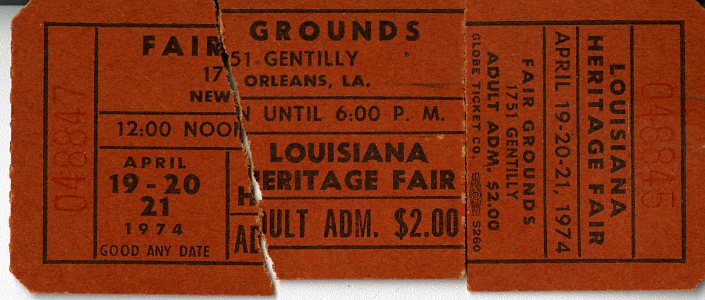 048847
FAIR GROUNDS
1751 GENTILLY
NEW ORLEANS, LA.
12:00 NOON UNTIL 6:00 P. M.
APRIL
19 - 20
21
1974
GOOD ANY DATE
LOUISIANA
HERITAGE FAIR
ADULT ADM. $2.00
GLOBE TICKET CO. 5260
ADULT ADM. $2.00
1751 GENTILLY
FAIR GROUNDS
APRIL 19-20-21, 1974
HERITAGE FAIR
LOUISIANA
048845